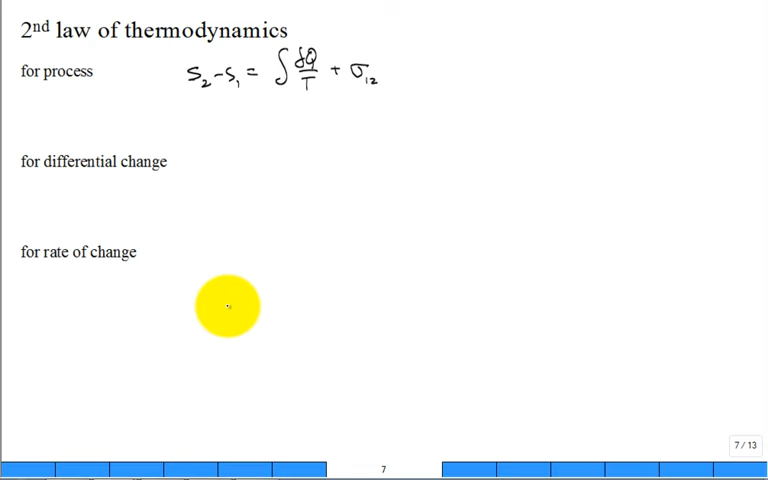 2nd law of thermodynamics
for process S₂ - S₁ = ∫ δQ/T + σ₁₂
for differential change
for rate of change
7 / 13
7